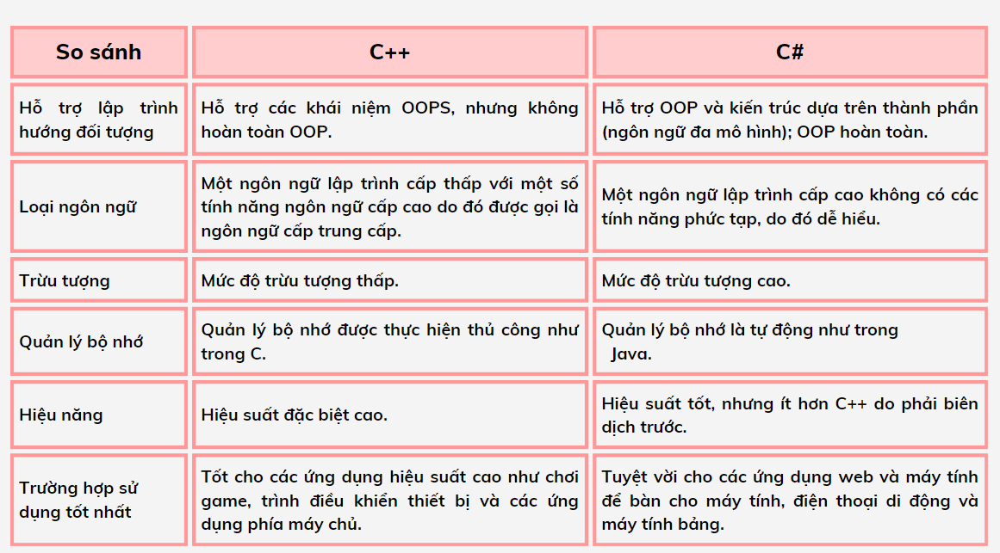 So sánh
C++
C#
Hỗ trợ lập trình
hướng đối tượng
Hỗ trợ các khái niệm OOPS, nhưng không
hoàn toàn OOP.
Hỗ trợ OOP và kiến trúc dựa trên thành phần
(ngôn ngữ đa mô hình); OOP hoàn toàn.
Loại ngôn ngữ
Một ngôn ngữ lập trình cấp thấp với một số
tính năng ngôn ngữ cấp cao do đó được gọi là
ngôn ngữ cấp trung cấp.
Một ngôn ngữ lập trình cấp cao không có các
tính năng phức tạp, do đó dễ hiểu.
Trừu tượng
Mức độ trừu tượng thấp.
Mức độ trừu tượng cao.
Quản lý bộ nhớ
Quản lý bộ nhớ được thực hiện thủ công như
trong C.
Quản lý bộ nhớ là tự động như trong
Java.
Hiệu năng
Hiệu suất đặc biệt cao.
Hiệu suất tốt, nhưng ít hơn C++ do phải biên
dịch trước.
Trường hợp sử
dụng tốt nhất
Tốt cho các ứng dụng hiệu suất cao như chơi
game, trình điều khiển thiết bị và các ứng
dụng phía máy chủ.
Tuyệt vời cho các ứng dụng web và máy tính
để bàn cho máy tính, điện thoại di động và
máy tính bảng.